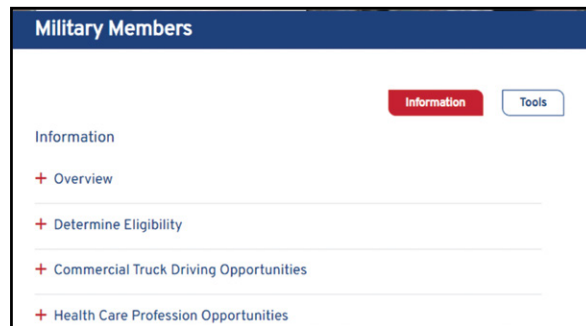 Military Members
Information Tools
Information
+ Overview
+ Determine Eligibility
+ Commercial Truck Driving Opportunities
+ Health Care Profession Opportunities